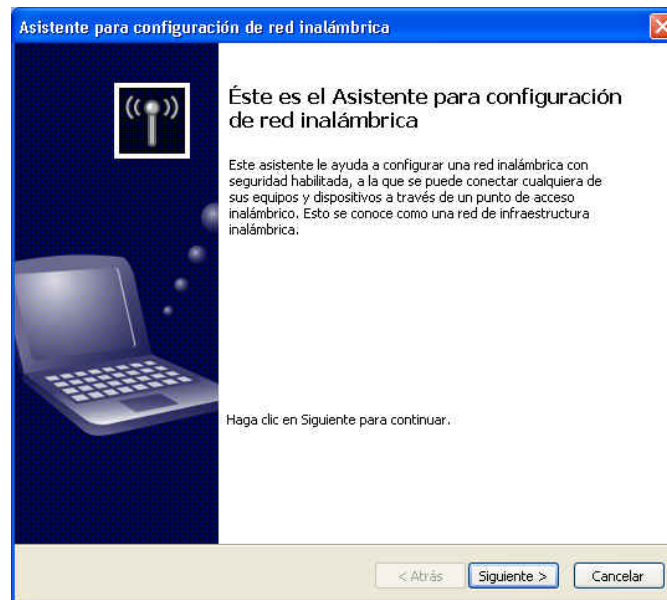 Asistente para configuración de red inalámbrica
Éste es el Asistente para configuración
de red inalámbrica
Este asistente le ayuda a configurar una red inalámbrica con
seguridad habilitada, a la que se puede conectar cualquiera de
sus equipos y dispositivos a través de un punto de acceso
inalámbrico. Esto se conoce como una red de infraestructura
inalámbrica.
Haga clic en Siguiente para continuar.
< Atrás Siguiente > Cancelar